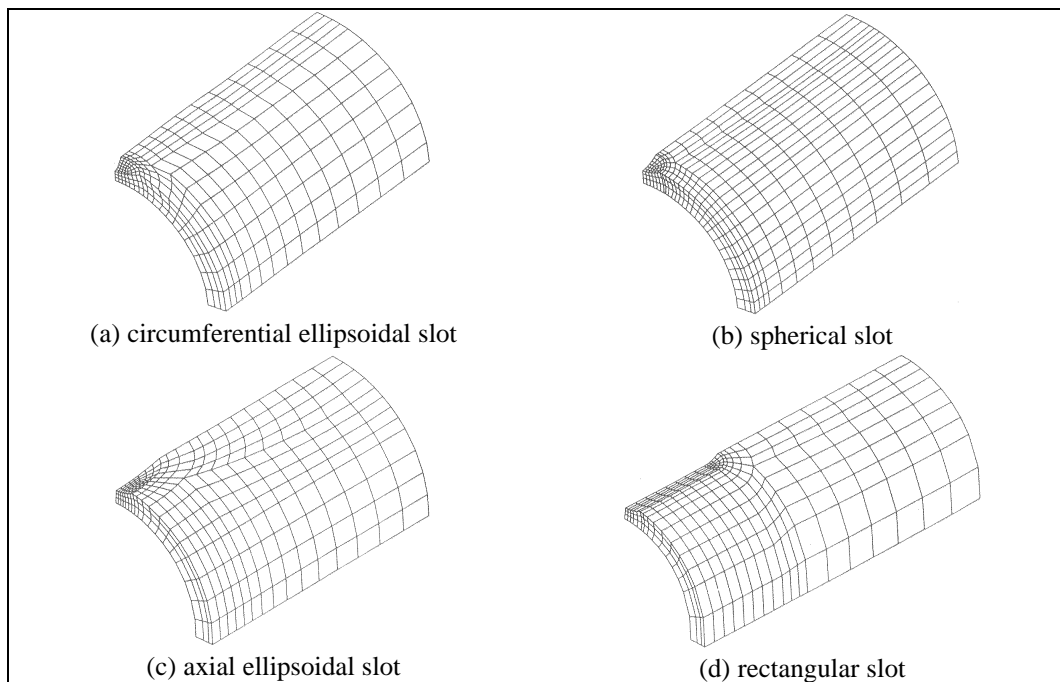 (a) circumferential ellipsoidal slot
(b) spherical slot
(c) axial ellipsoidal slot
(d) rectangular slot